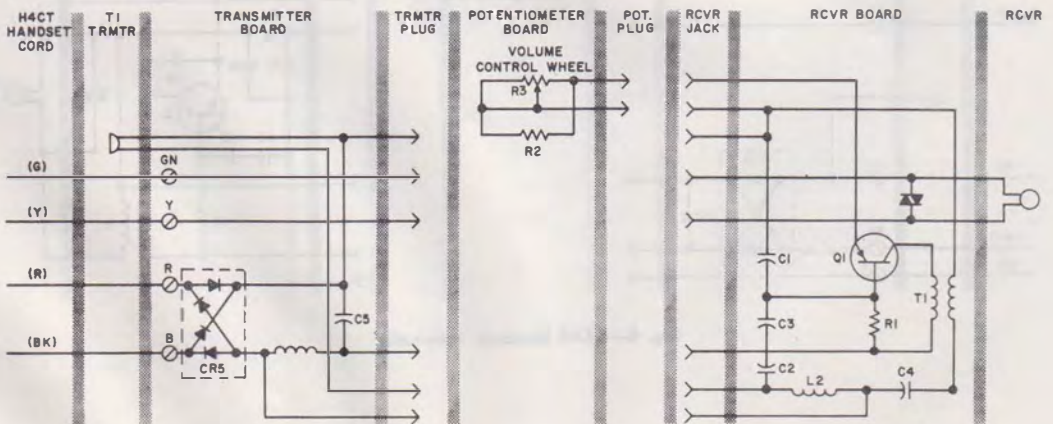 H4CT
HANDSET
CORD
T1
TRMTR
TRANSMITTER
BOARD
TRMTR
PLUG
POTENTIOMETER
BOARD
POT.
PLUG
RCVR
JACK
RCVR BOARD
RCVR
VOLUME
CONTROL WHEEL
R3
R2
(G)
GN
(Y)
Y
(R)
R
(BK)
B
CR5
C5
C1
Q1
T1
C3
R1
C2
L2
C4